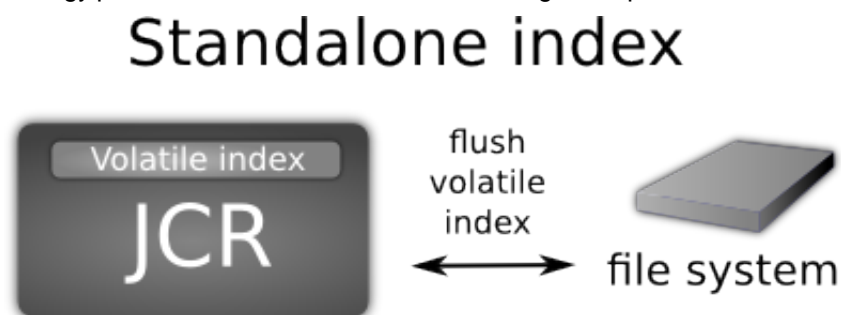 Standalone index
Volatile index
JCR
flush
volatile
index
file system